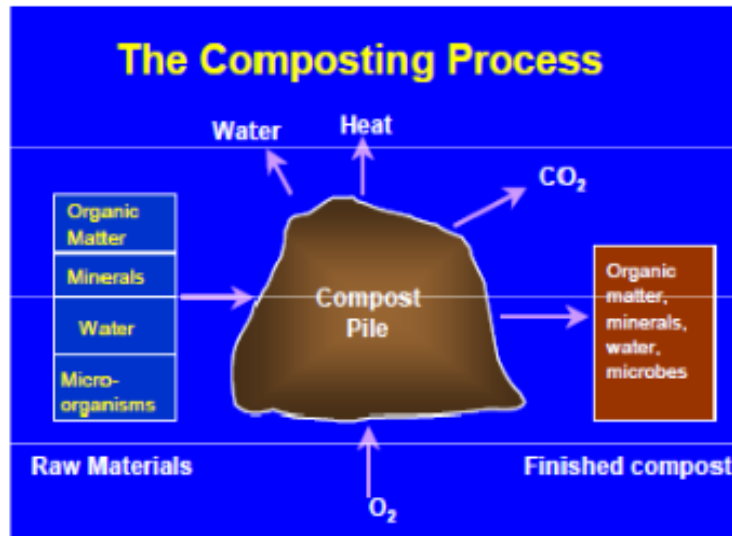 The Composting Process
Water
Heat
CO₂
Organic
Matter
Minerals
Water
Micro-
organisms
Compost
Pile
Organic
matter,
minerals,
water,
microbes
Raw Materials
Finished compost
O₂